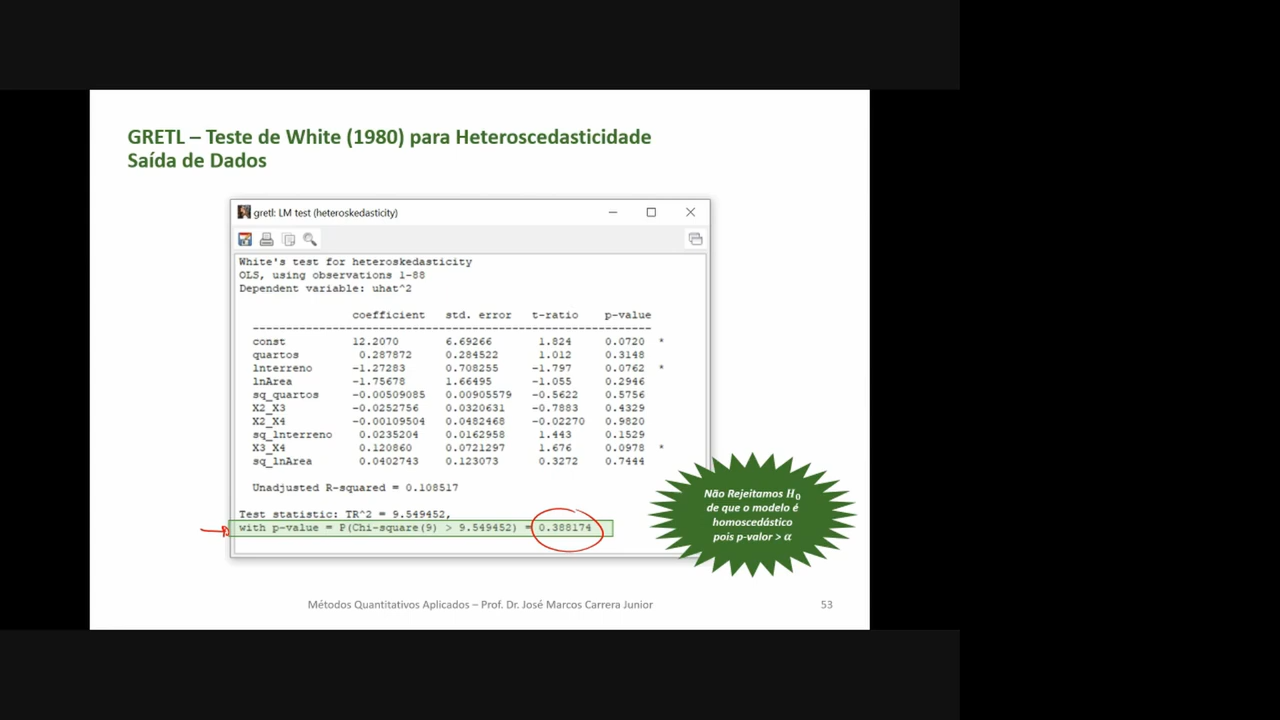 GRETL – Teste de White (1980) para Heteroscedasticidade
Saída de Dados
gretl: LM test (heteroskedasticity)
White's test for heteroskedasticity
OLS, using observations 1-88
Dependent variable: uhat^2
coefficient std. error t-ratio p-value
-----------------------------------------------------------
const 12.2070 6.69266 1.824 0.0720 *
quartos 0.287872 0.284522 1.012 0.3148
lnterreno -1.27283 0.708255 -1.797 0.0762 *
lnArea -1.75678 1.66495 -1.055 0.2946
sq_quartos -0.00509085 0.00905579 -0.5622 0.5756
X2_X3 -0.0252756 0.0320631 -0.7883 0.4329
X2_X4 -0.00109504 0.0482468 -0.02270 0.9820
sq_lnterreno 0.0235204 0.0162958 1.443 0.1529
X3_X4 0.120860 0.0721297 1.676 0.0978 *
sq_lnArea 0.0402743 0.123073 0.3272 0.7444
Unadjusted R-squared = 0.108517
Test statistic: TR^2 = 9.549452,
with p-value = P(Chi-square(9) > 9.549452) = 0.388174
Não Rejeitamos H₀
de que o modelo é
homoscedástico
pois p-valor > α
Métodos Quantitativos Aplicados – Prof. Dr. José Marcos Carrera Junior
53